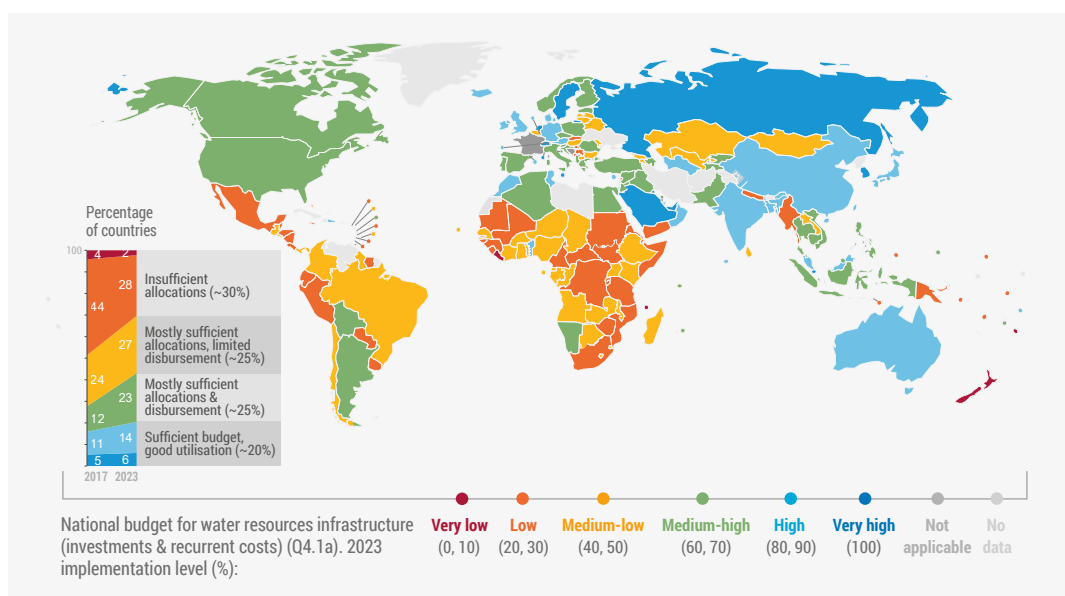 Percentage
of countries
100
4 2
28
44
27
24
23
12
14
11
5 6
2017 2023
Insufficient
allocations (~30%)
Mostly sufficient
allocations, limited
disbursement (~25%)
Mostly sufficient
allocations &
disbursement (~25%)
Sufficient budget,
good utilisation (~20%)
National budget for water resources infrastructure
(investments & recurrent costs) (Q4.1a). 2023
implementation level (%):
Very low
(0, 10)
Low
(20, 30)
Medium-low
(40, 50)
Medium-high
(60, 70)
High
(80, 90)
Very high
(100)
Not
applicable
No
data